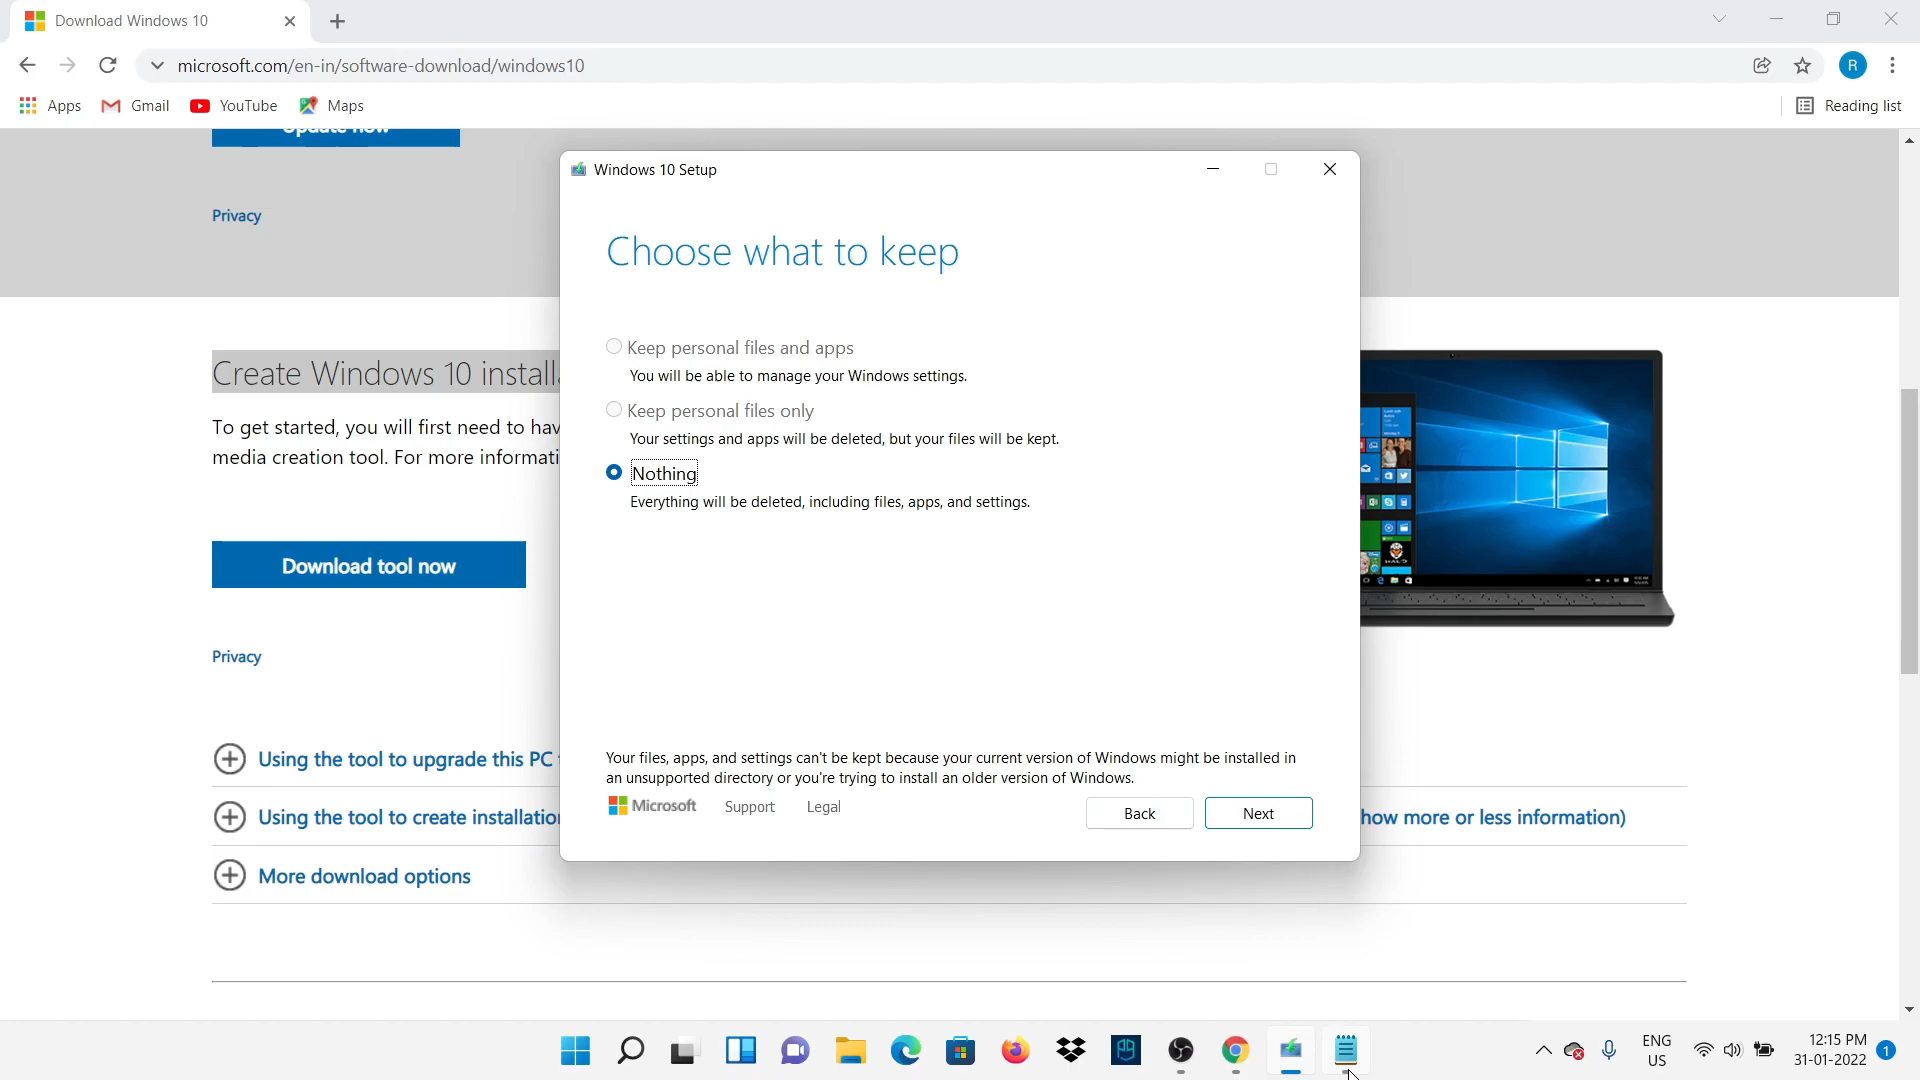 Download Windows 10
microsoft.com/en-in/software-download/windows10
R
Apps
Gmail
YouTube
Maps
Reading list
Update now
Privacy
Windows 10 Setup
Choose what to keep
Keep personal files and apps
You will be able to manage your Windows settings.
Keep personal files only
Your settings and apps will be deleted, but your files will be kept.
Nothing
Everything will be deleted, including files, apps, and settings.
Your files, apps, and settings can't be kept because your current version of Windows might be installed in
an unsupported directory or you're trying to install an older version of Windows.
Microsoft
Support
Legal
Back
Next
Create Windows 10 install
To get started, you will first need to hav
media creation tool. For more informati
Download tool now
Privacy
Using the tool to upgrade this PC
Using the tool to create installatio
how more or less information)
More download options
ENG
US
12:15 PM
31-01-2022
1